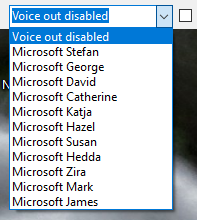 Voice out disabled
Voice out disabled
Microsoft Stefan
Microsoft George
Microsoft David
Microsoft Catherine
Microsoft Katja
Microsoft Hazel
Microsoft Susan
Microsoft Hedda
Microsoft Zira
Microsoft Mark
Microsoft James